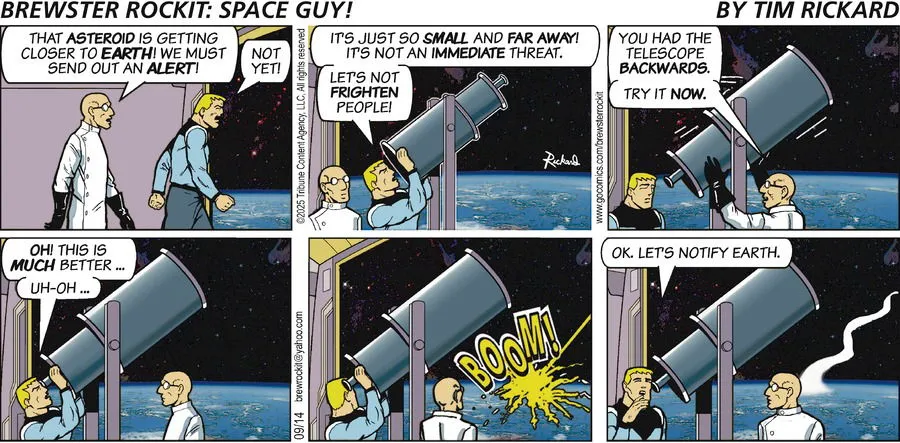 BREWSTER ROCKIT: SPACE GUY!
BY TIM RICKARD
THAT ASTEROID IS GETTING
CLOSER TO EARTH! WE MUST
SEND OUT AN ALERT!
NOT
YET!
©2025 Tribune Content Agency, LLC. All rights reserved
IT'S JUST SO SMALL AND FAR AWAY!
IT'S NOT AN IMMEDIATE THREAT.
LET'S NOT
FRIGHTEN
PEOPLE!
Rickard
www.gocomics.com/brewsterrockit
YOU HAD THE
TELESCOPE
BACKWARDS.
TRY IT NOW.
OH! THIS IS
MUCH BETTER ...
UH-OH ...
09/14 brewrockit@yahoo.com
BOOM!
OK. LET'S NOTIFY EARTH.